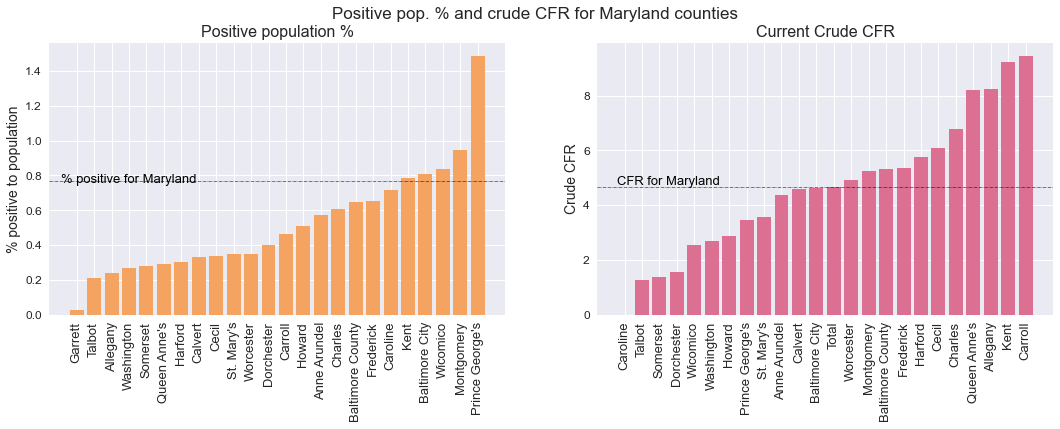 Positive pop. % and crude CFR for Maryland counties
Positive population %
% positive to population
1.4
1.2
1.0
0.8
0.6
0.4
0.2
0.0
% positive for Maryland
Garrett
Talbot
Allegany
Washington
Somerset
Queen Anne's
Harford
Calvert
Cecil
St. Mary's
Worcester
Dorchester
Carroll
Howard
Anne Arundel
Charles
Baltimore County
Frederick
Caroline
Kent
Baltimore City
Wicomico
Montgomery
Prince George's
Current Crude CFR
Crude CFR
8
6
4
2
0
CFR for Maryland
Caroline
Talbot
Somerset
Dorchester
Wicomico
Washington
Howard
Prince George's
St. Mary's
Anne Arundel
Calvert
Baltimore City
Total
Worcester
Montgomery
Baltimore County
Frederick
Harford
Cecil
Charles
Queen Anne's
Allegany
Kent
Carroll